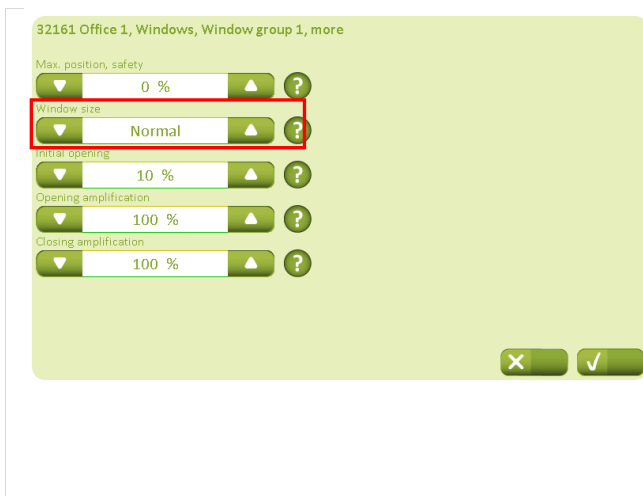 32161 Office 1, Windows, Window group 1, more
Max. position, safety
0 %
?
Window size
Normal
?
Initial opening
10 %
?
Opening amplification
100 %
?
Closing amplification
100 %
?